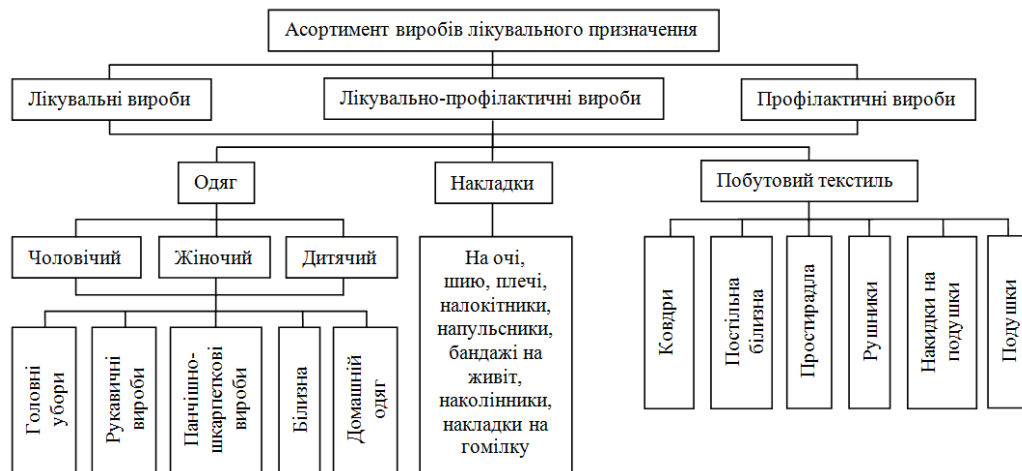 Асортимент виробів лікувального призначення
Лікувальні вироби
Лікувально-профілактичні вироби
Профілактичні вироби
Одяг
Накладки
Побутовий текстиль
Чоловічий
Жіночий
Дитячий
На очі,
шию, плечі,
налокітники,
напульсники,
бандажі на
живіт,
наколінники,
накладки на
гомілку
Ковдри
Постільна
білизна
Простирадла
Рушники
Накидки на
подушки
Подушки
Головні
убори
Рукавичні
вироби
Панчішно-
шкарпеткові
вироби
Білизна
Домашній
одяг